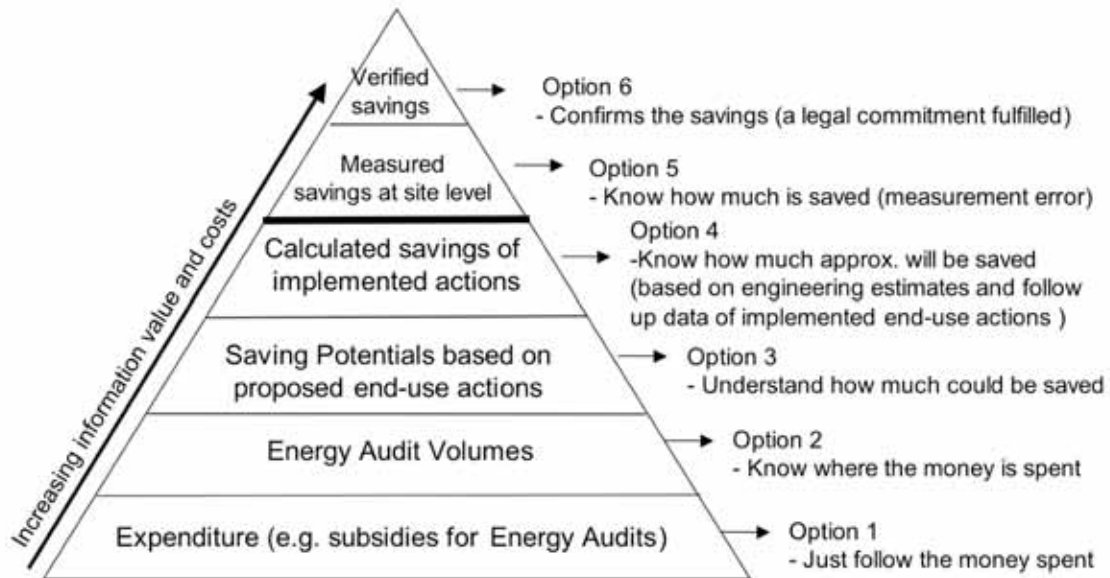 Verified
savings
Option 6
- Confirms the savings (a legal commitment fulfilled)
Measured
savings at site level
Option 5
- Know how much is saved (measurement error)
Calculated savings of
implemented actions
Option 4
-Know how much approx. will be saved
(based on engineering estimates and follow
up data of implemented end-use actions )
Saving Potentials based on
proposed end-use actions
Option 3
- Understand how much could be saved
Energy Audit Volumes
Option 2
- Know where the money is spent
Expenditure (e.g. subsidies for Energy Audits)
Option 1
- Just follow the money spent
Increasing information value and costs